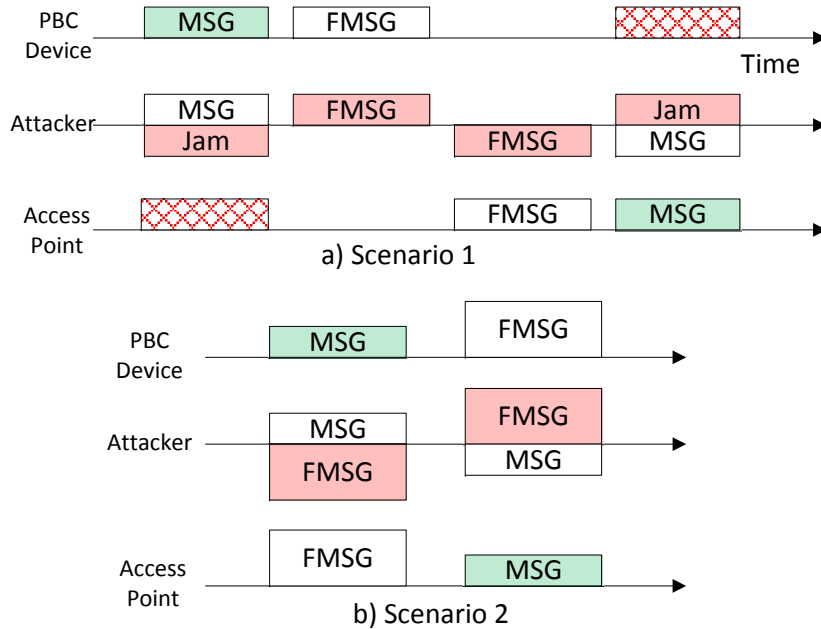 PBC
Device
MSG
FMSG
Time
Attacker
MSG
FMSG
Jam
Jam
FMSG
MSG
Access
Point
FMSG
MSG
a) Scenario 1
PBC
Device
MSG
FMSG
Attacker
MSG
FMSG
FMSG
MSG
Access
Point
FMSG
MSG
b) Scenario 2